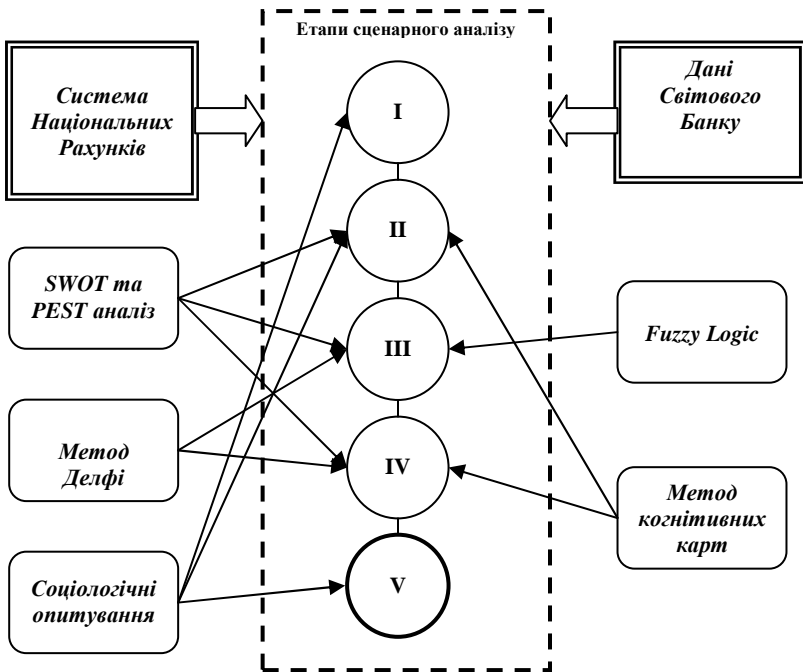 Етапи сценарного аналізу
Система
Національних
Рахунків
Дані
Світового
Банку
I
II
SWOT та
PEST аналіз
III
Fuzzy Logic
Метод
Делфі
IV
Метод
когнітивних
карт
Соціологічні
опитування
V